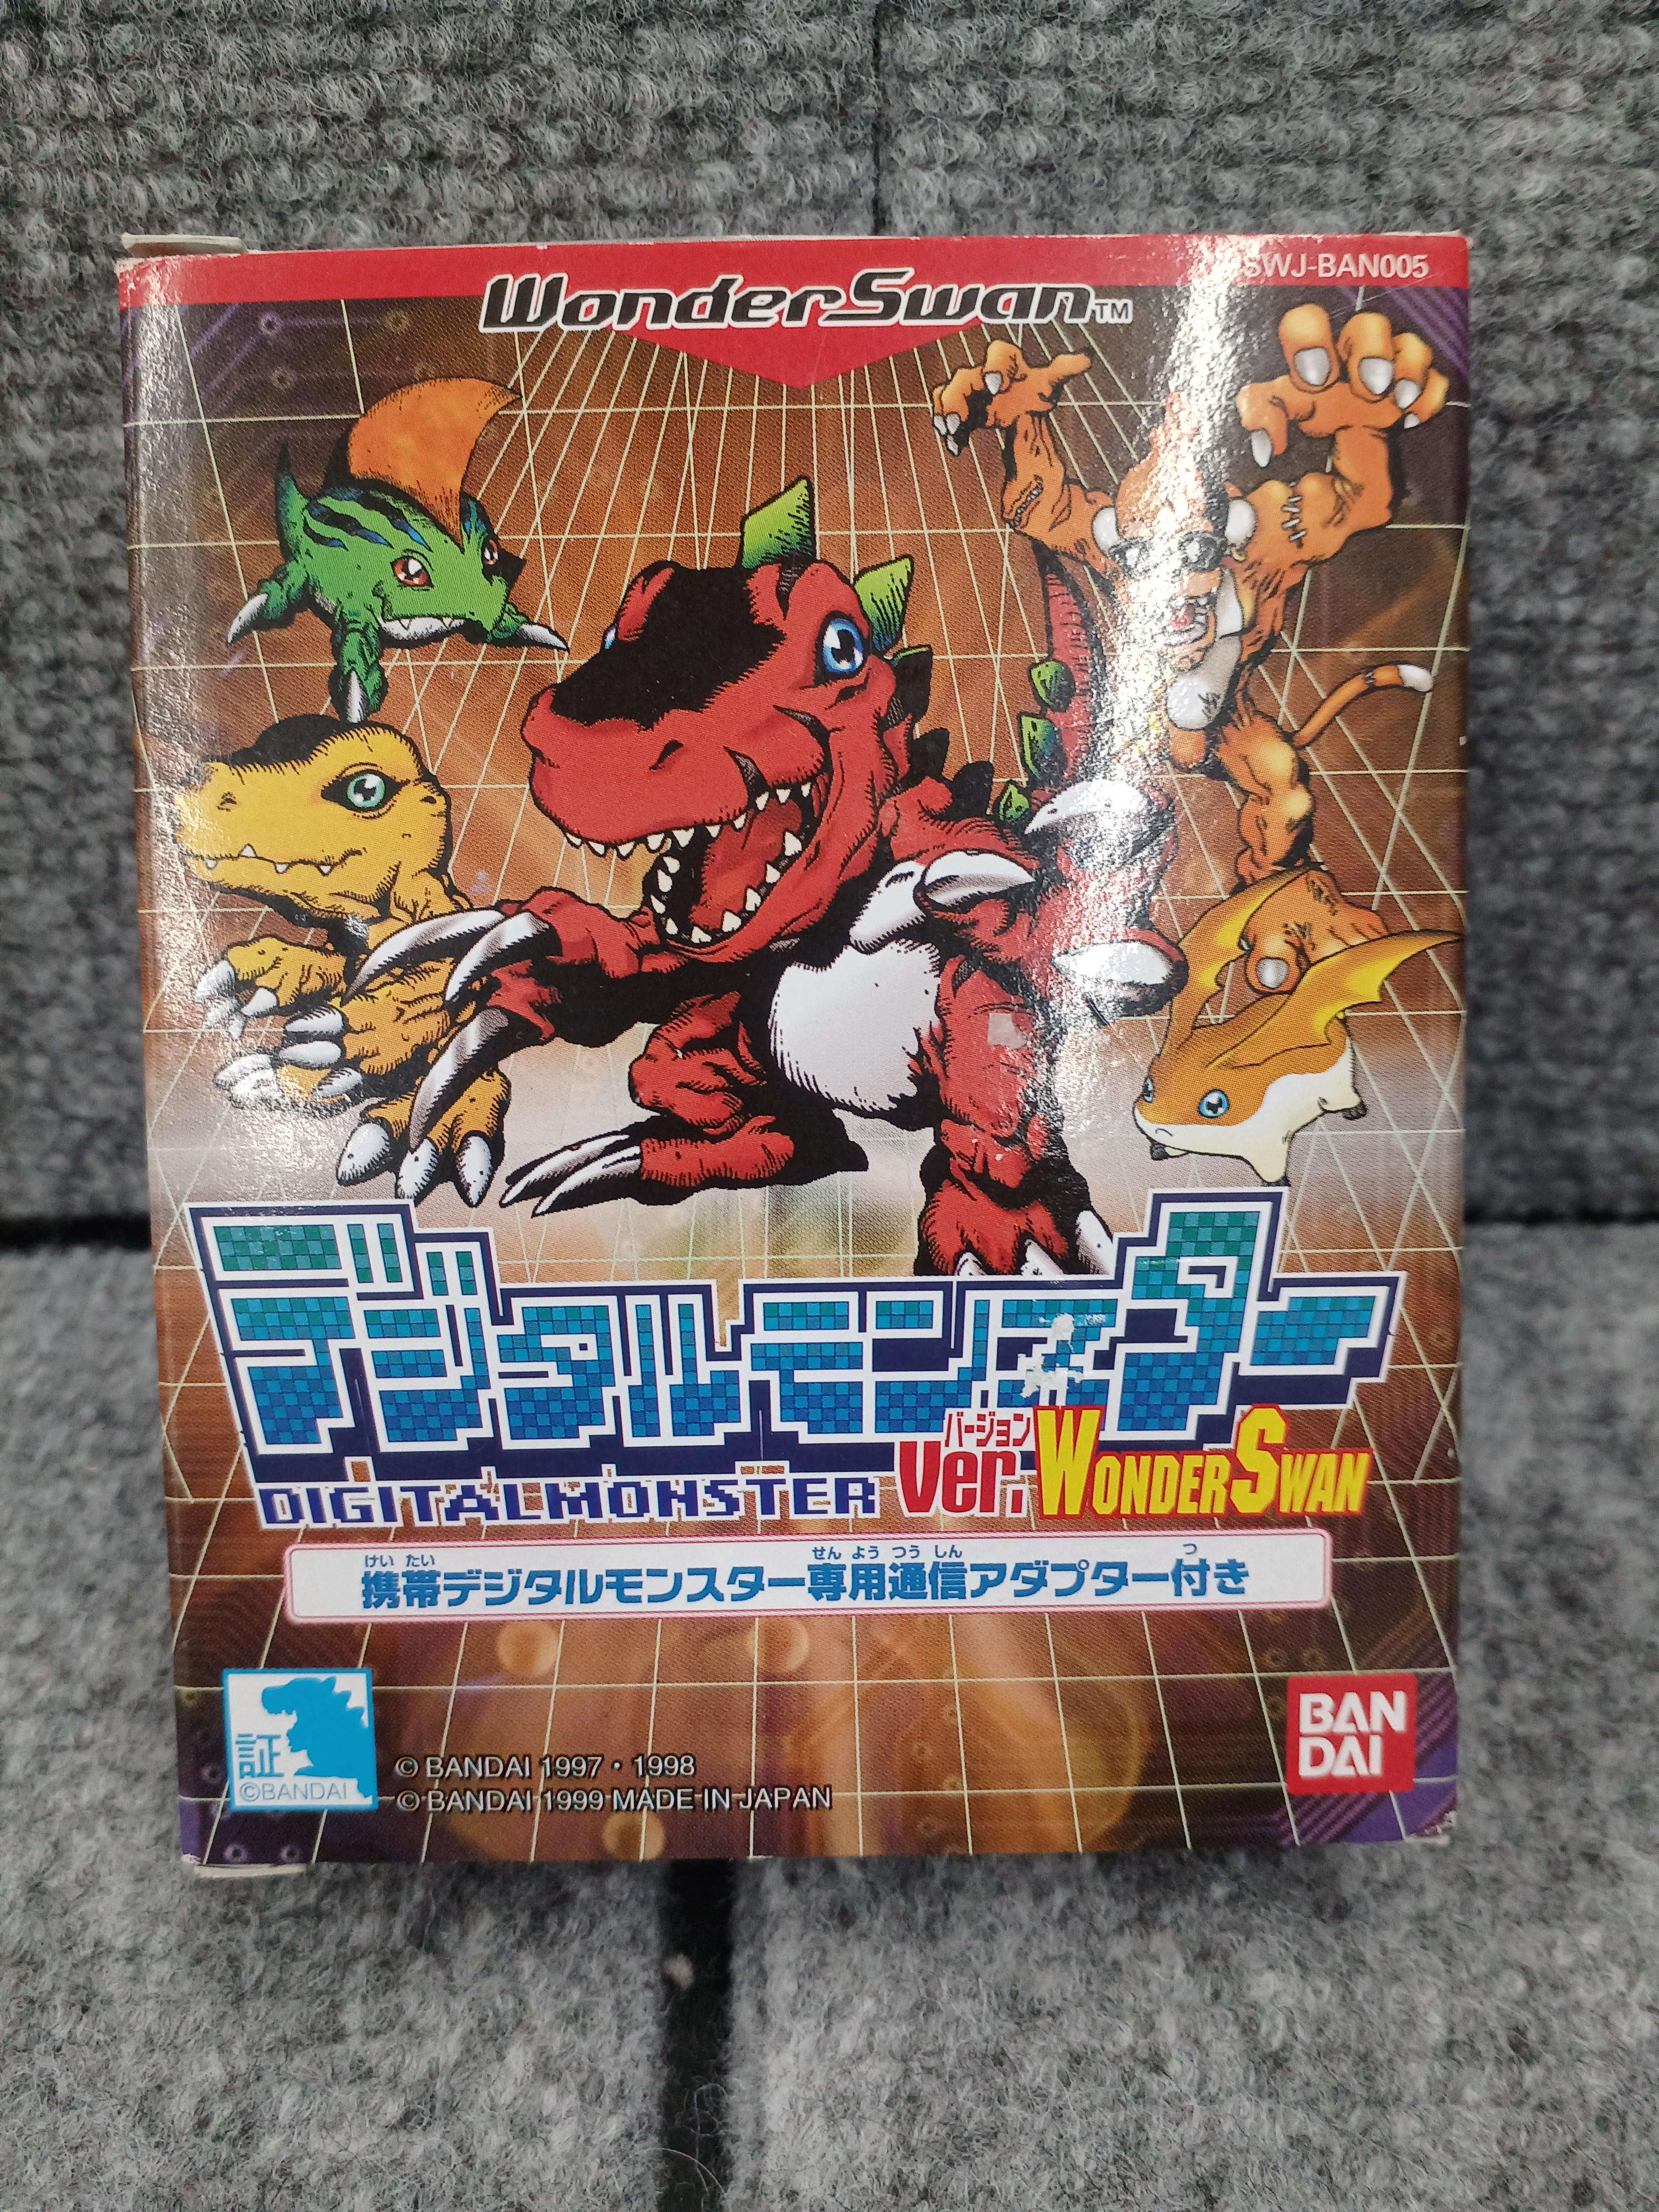 SWJ-BAN005
WonderSwan™
デジタルモンスター
バージョン
DIGITALMONSTER Ver. WONDERSWAN
けい たい せん よう つう しん つ
携帯デジタルモンスター専用通信アダプター付き
証
©BANDAI
© BANDAI 1997・1998
© BANDAI 1999 MADE IN JAPAN
BAN
DAI